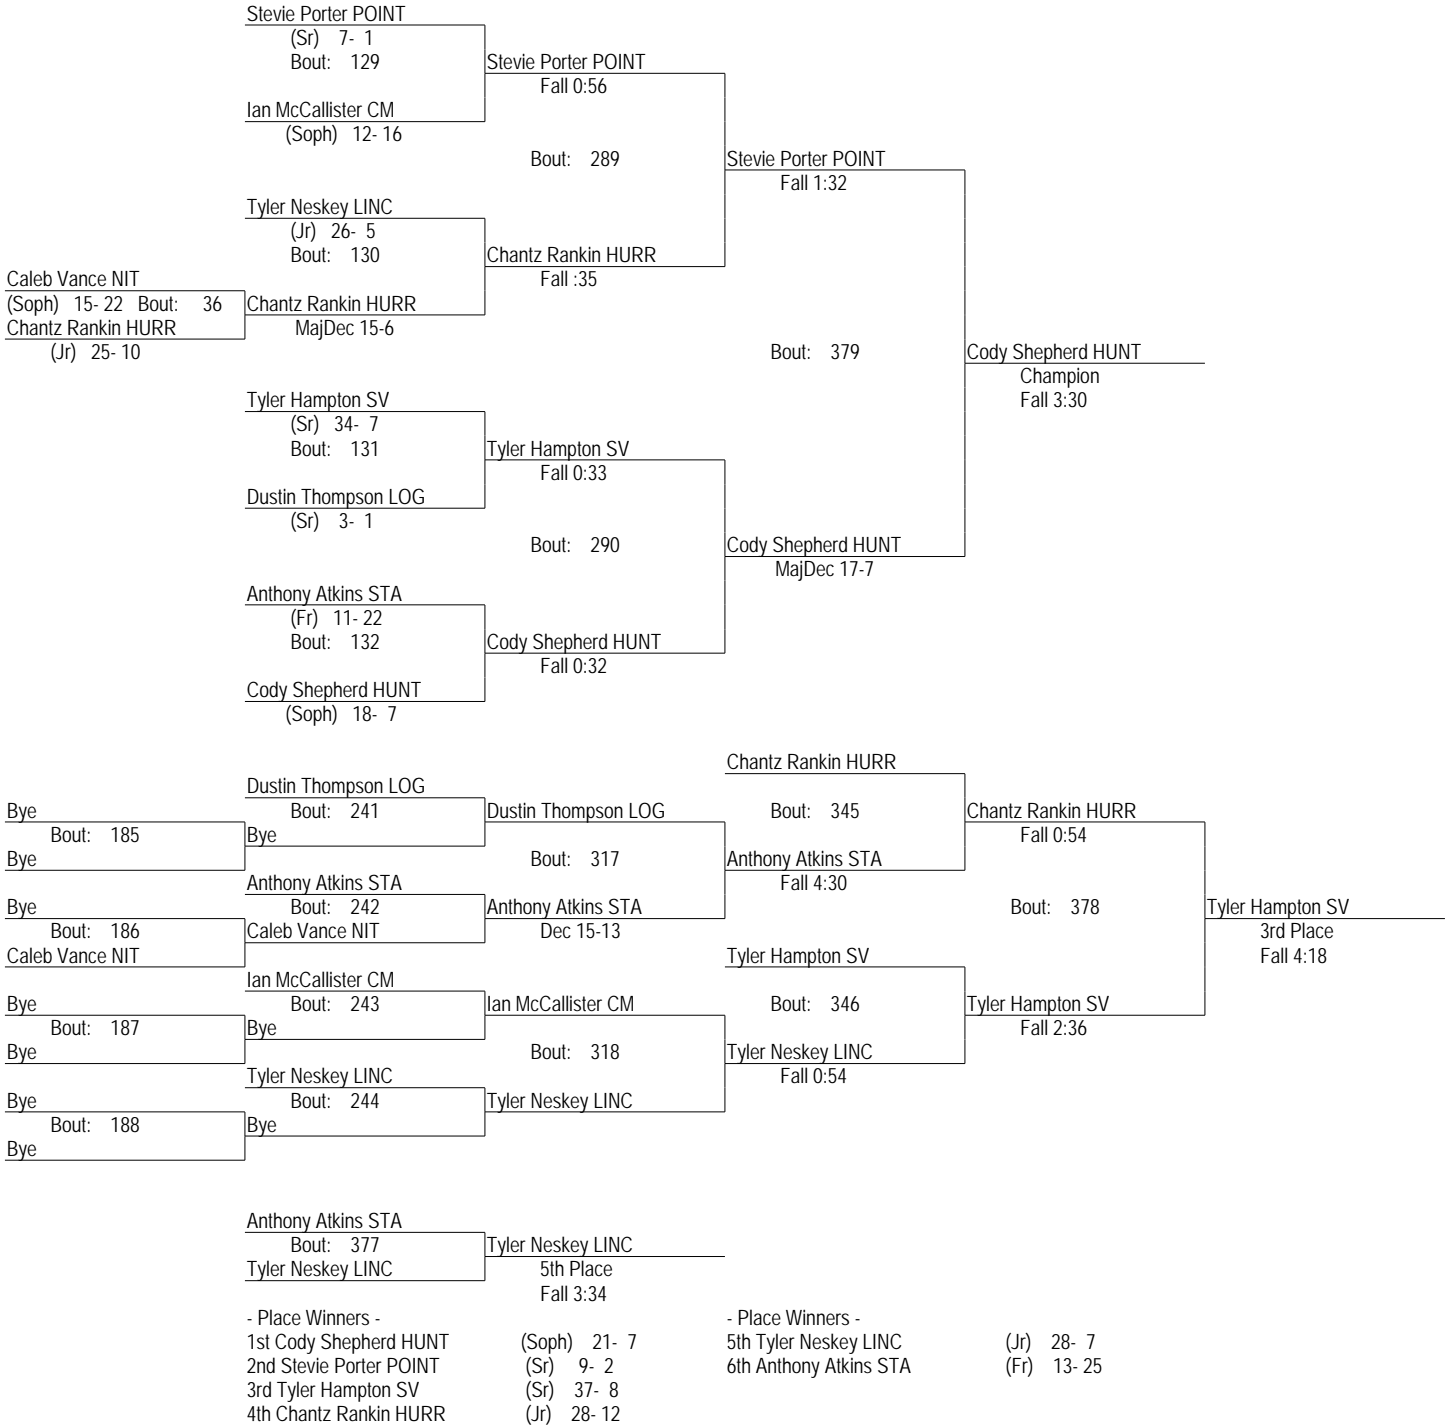 Stevie Porter POINT
(Sr) 7- 1
Bout: 129
Stevie Porter POINT
Fall 0:56
Ian McCallister CM
(Soph) 12- 16
Bout: 289
Stevie Porter POINT
Fall 1:32
Tyler Neskey LINC
(Jr) 26- 5
Bout: 130
Chantz Rankin HURR
Fall :35
Caleb Vance NIT
(Soph) 15- 22 Bout: 36
Chantz Rankin HURR
(Jr) 25- 10
Chantz Rankin HURR
MajDec 15-6
Bout: 379
Cody Shepherd HUNT
Champion
Fall 3:30
Tyler Hampton SV
(Sr) 34- 7
Bout: 131
Tyler Hampton SV
Fall 0:33
Dustin Thompson LOG
(Sr) 3- 1
Bout: 290
Cody Shepherd HUNT
MajDec 17-7
Anthony Atkins STA
(Fr) 11- 22
Bout: 132
Cody Shepherd HUNT
Fall 0:32
Cody Shepherd HUNT
(Soph) 18- 7
Chantz Rankin HURR
Dustin Thompson LOG
Bye
Bout: 241
Dustin Thompson LOG
Bout: 345
Chantz Rankin HURR
Bout: 185
Bye
Fall 0:54
Bye
Bout: 317
Anthony Atkins STA
Anthony Atkins STA
Fall 4:30
Bye
Bout: 242
Anthony Atkins STA
Bout: 378
Tyler Hampton SV
Bout: 186
Caleb Vance NIT
Dec 15-13
3rd Place
Caleb Vance NIT
Tyler Hampton SV
Fall 4:18
Ian McCallister CM
Bye
Bout: 243
Ian McCallister CM
Bout: 346
Tyler Hampton SV
Bout: 187
Bye
Fall 2:36
Bye
Bout: 318
Tyler Neskey LINC
Tyler Neskey LINC
Fall 0:54
Bye
Bout: 244
Tyler Neskey LINC
Bout: 188
Bye
Bye
Anthony Atkins STA
Bout: 377
Tyler Neskey LINC
Tyler Neskey LINC
5th Place
Fall 3:34
- Place Winners -
1st Cody Shepherd HUNT (Soph) 21- 7
2nd Stevie Porter POINT (Sr) 9- 2
3rd Tyler Hampton SV (Sr) 37- 8
4th Chantz Rankin HURR (Jr) 28- 12
- Place Winners -
5th Tyler Neskey LINC (Jr) 28- 7
6th Anthony Atkins STA (Fr) 13- 25